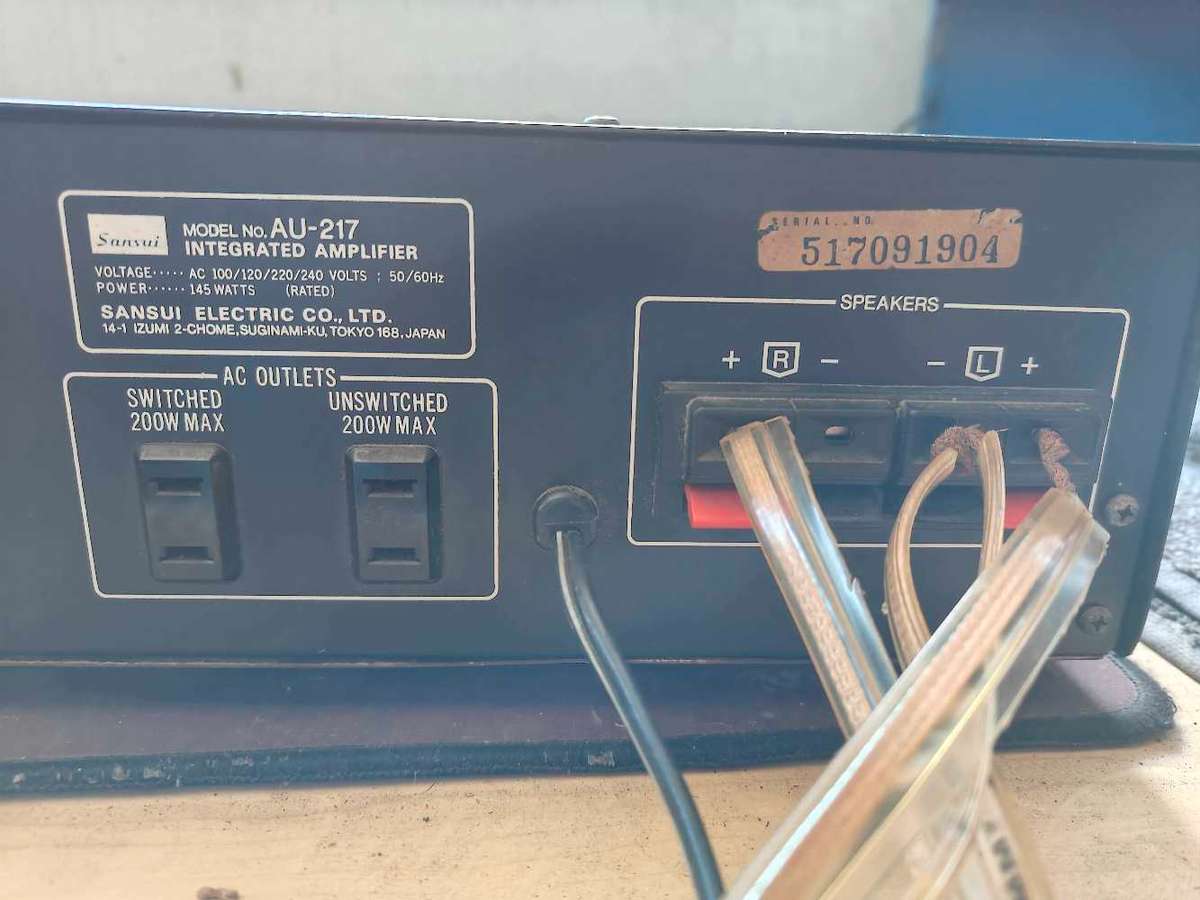 Sansui
MODEL No. AU-217
INTEGRATED AMPLIFIER
VOLTAGE ····· AC 100/120/220/240 VOLTS ; 50/60Hz
POWER ······ 145 WATTS (RATED)
SANSUI ELECTRIC CO., LTD.
14-1 IZUMI 2-CHOME, SUGINAMI-KU, TOKYO 168, JAPAN
SERIAL..NO.
517091904
SPEAKERS
+ R − − L +
AC OUTLETS
SWITCHED
200W MAX
UNSWITCHED
200W MAX